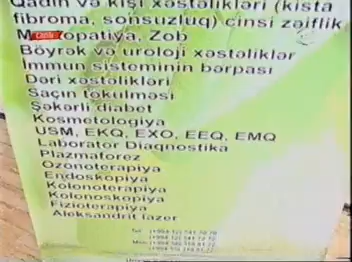 Qadın və kişi xəstəlikləri (kista
fibroma, sonsuzluq) cinsi zəiflik
Zob
Böyrək və uroloji xəstəliklər
İmmun sisteminin bərpası
Dəri xəstəlikləri
Saçın tökülməsi
Şəkərli diabet
Kosmetologiya
USM, EKQ, EXO, EEQ, EMQ
Laborator Diaqnostika
Plazmaforez
Ozonoterapiya
Endoskopiya
Kolonoterapiya
Kolonoskopiya
Fizioterapiya
Aleksandrit lazer